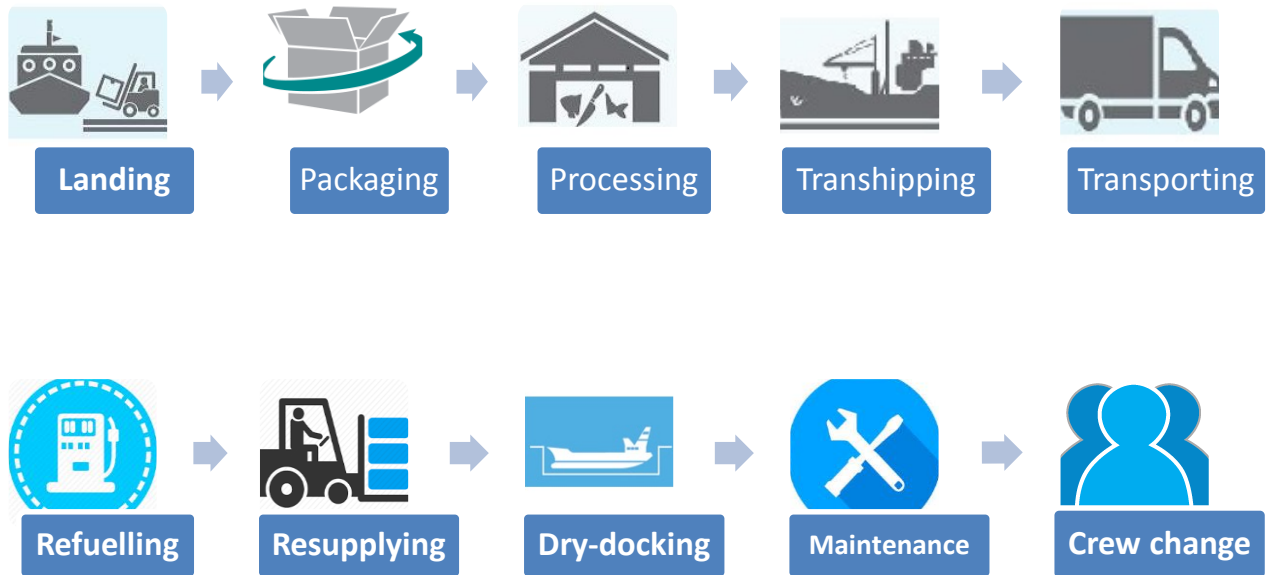 Landing
Packaging
Processing
Transhipping
Transporting
Refuelling
Resupplying
Dry-docking
Maintenance
Crew change